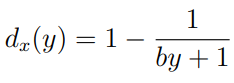 d_x(y) = 1 - \frac{1}{by + 1}